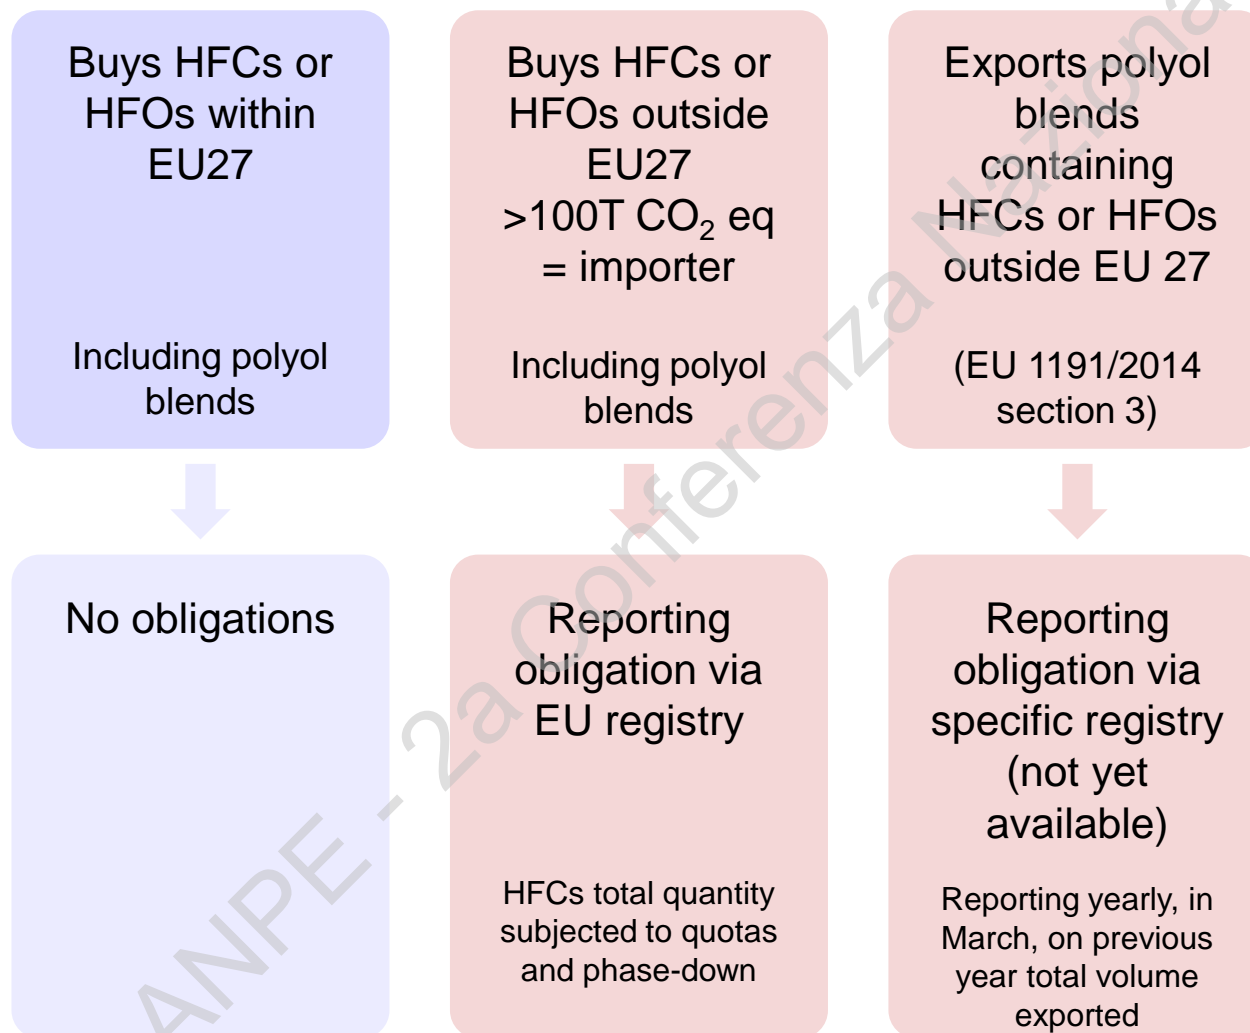 Buys HFCs or
HFOs within
EU27
Including polyol
blends
No obligations
Buys HFCs or
HFOs outside
EU27
>100T CO₂ eq
= importer
Including polyol
blends
Reporting
obligation via
EU registry
HFCs total quantity
subjected to quotas
and phase-down
Exports polyol
blends
containing
HFCs or HFOs
outside EU 27
(EU 1191/2014
section 3)
Reporting
obligation via
specific registry
(not yet
available)
Reporting yearly, in
March, on previous
year total volume
exported
ANPE - 2a Conferenza